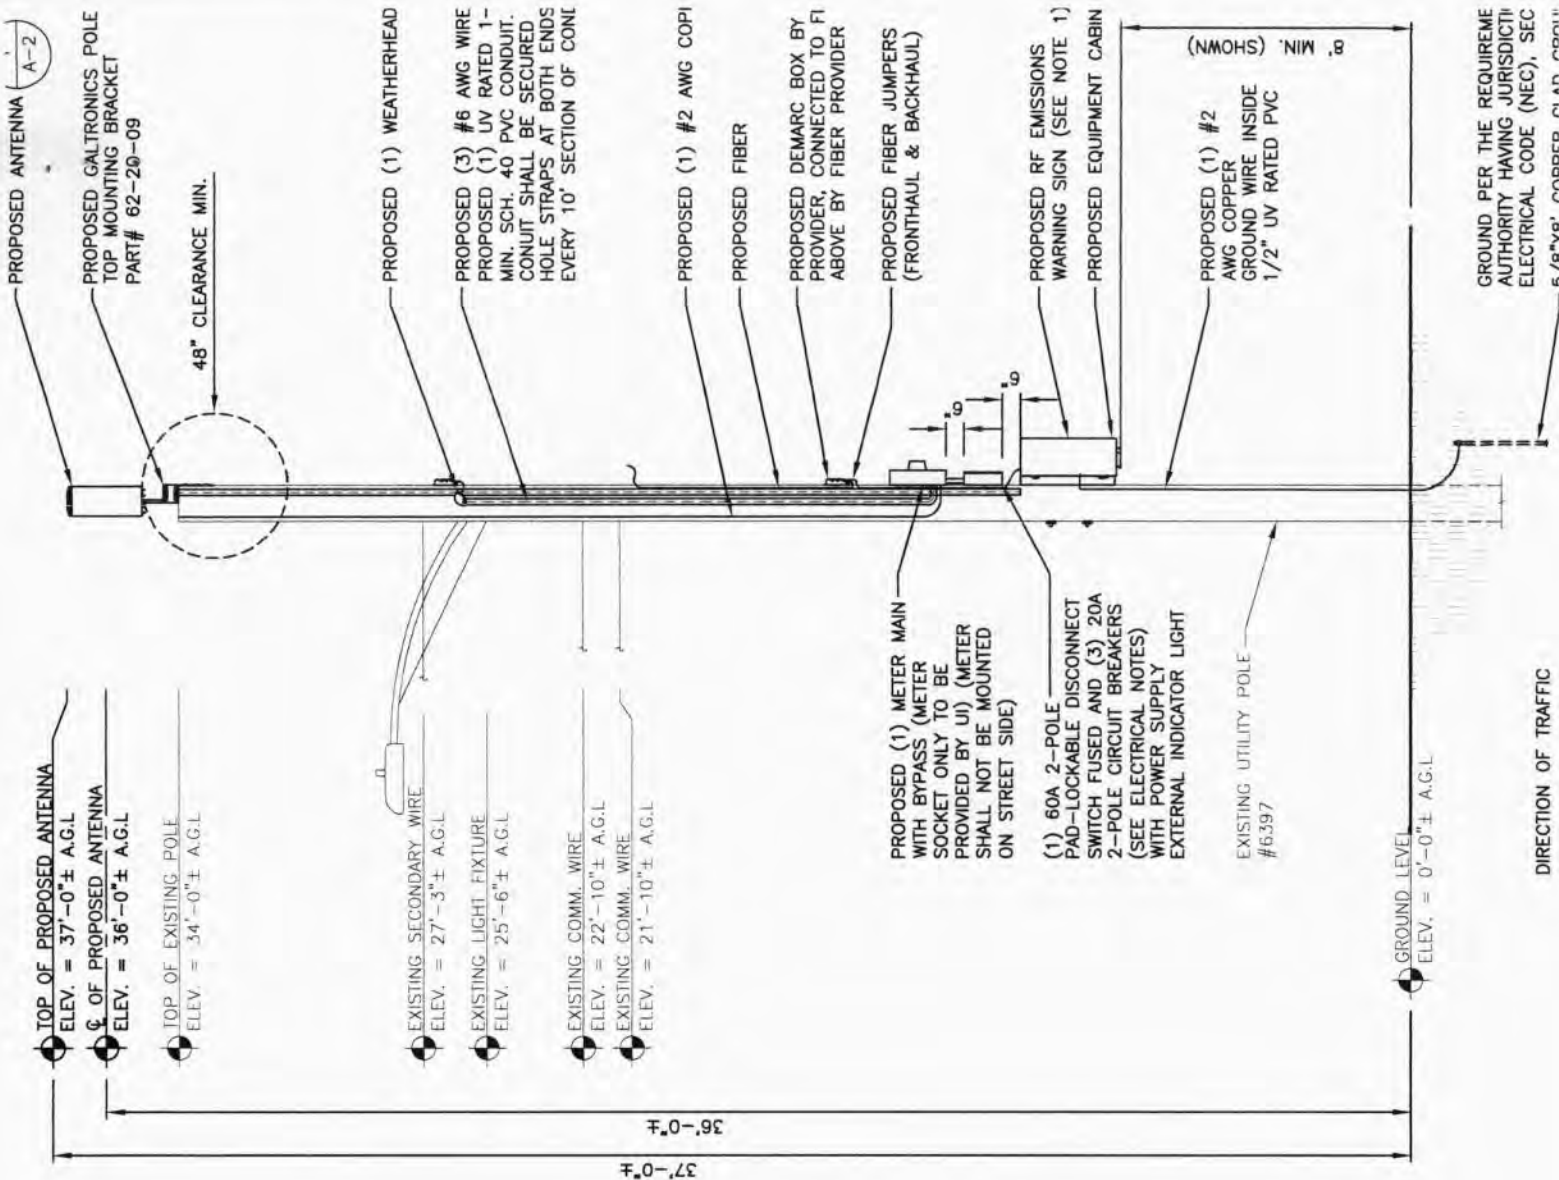 PROPOSED ANTENNA
A-2
PROPOSED GALTRONICS POLE
TOP MOUNTING BRACKET
PART# 62-20-09
48" CLEARANCE MIN.
PROPOSED (1) WEATHERHEAD
PROPOSED (3) #6 AWG WIRE
PROPOSED (1) UV RATED 1-
MIN. SCH. 40 PVC CONDUIT.
CONUIT SHALL BE SECURED
HOLE STRAPS AT BOTH ENDS
EVERY 10' SECTION OF
PROPOSED (1) #2 AWG
PROPOSED FIBER
PROPOSED DEMARC BOX BY
PROVIDER, CONNECTED TO
ABOVE BY FIBER PROVIDER
PROPOSED FIBER JUMPERS
(FRONTHAUL & BACKHAUL)
6"
6"
PROPOSED RF EMISSIONS
WARNING SIGN (SEE NOTE 1)
PROPOSED EQUIPMENT CABIN
8' MIN. (SHOWN)
PROPOSED (1) #2
AWG COPPER
GROUND WIRE INSIDE
1/2" UV RATED PVC
GROUND PER THE REQUIREME
AUTHORITY HAVING
ELECTRICAL CODE (NEC), SEC
5/8"X8' COPPER CLAD
TOP OF PROPOSED ANTENNA
ELEV. = 37'-0"± A.G.L
℄ OF PROPOSED ANTENNA
ELEV. = 36'-0"± A.G.L
TOP OF EXISTING POLE
ELEV. = 34'-0"± A.G.L
EXISTING SECONDARY WIRE
ELEV. = 27'-3"± A.G.L
EXISTING LIGHT FIXTURE
ELEV. = 25'-6"± A.G.L
EXISTING COMM. WIRE
ELEV. = 22'-10"± A.G.L
EXISTING COMM. WIRE
ELEV. = 21'-10"± A.G.L
PROPOSED (1) METER MAIN
WITH BYPASS (METER
SOCKET ONLY TO BE
PROVIDED BY UI) (METER
SHALL NOT BE MOUNTED
ON STREET SIDE)
(1) 60A 2-POLE
PAD-LOCKABLE DISCONNECT
SWITCH FUSED AND (3) 20A
2-POLE CIRCUIT BREAKERS
(SEE ELECTRICAL NOTES)
WITH POWER SUPPLY
EXTERNAL INDICATOR LIGHT
EXISTING UTILITY POLE
#6397
GROUND LEVEL
ELEV. = 0'-0"± A.G.L
DIRECTION OF TRAFFIC
36'-0"±
37'-0"±